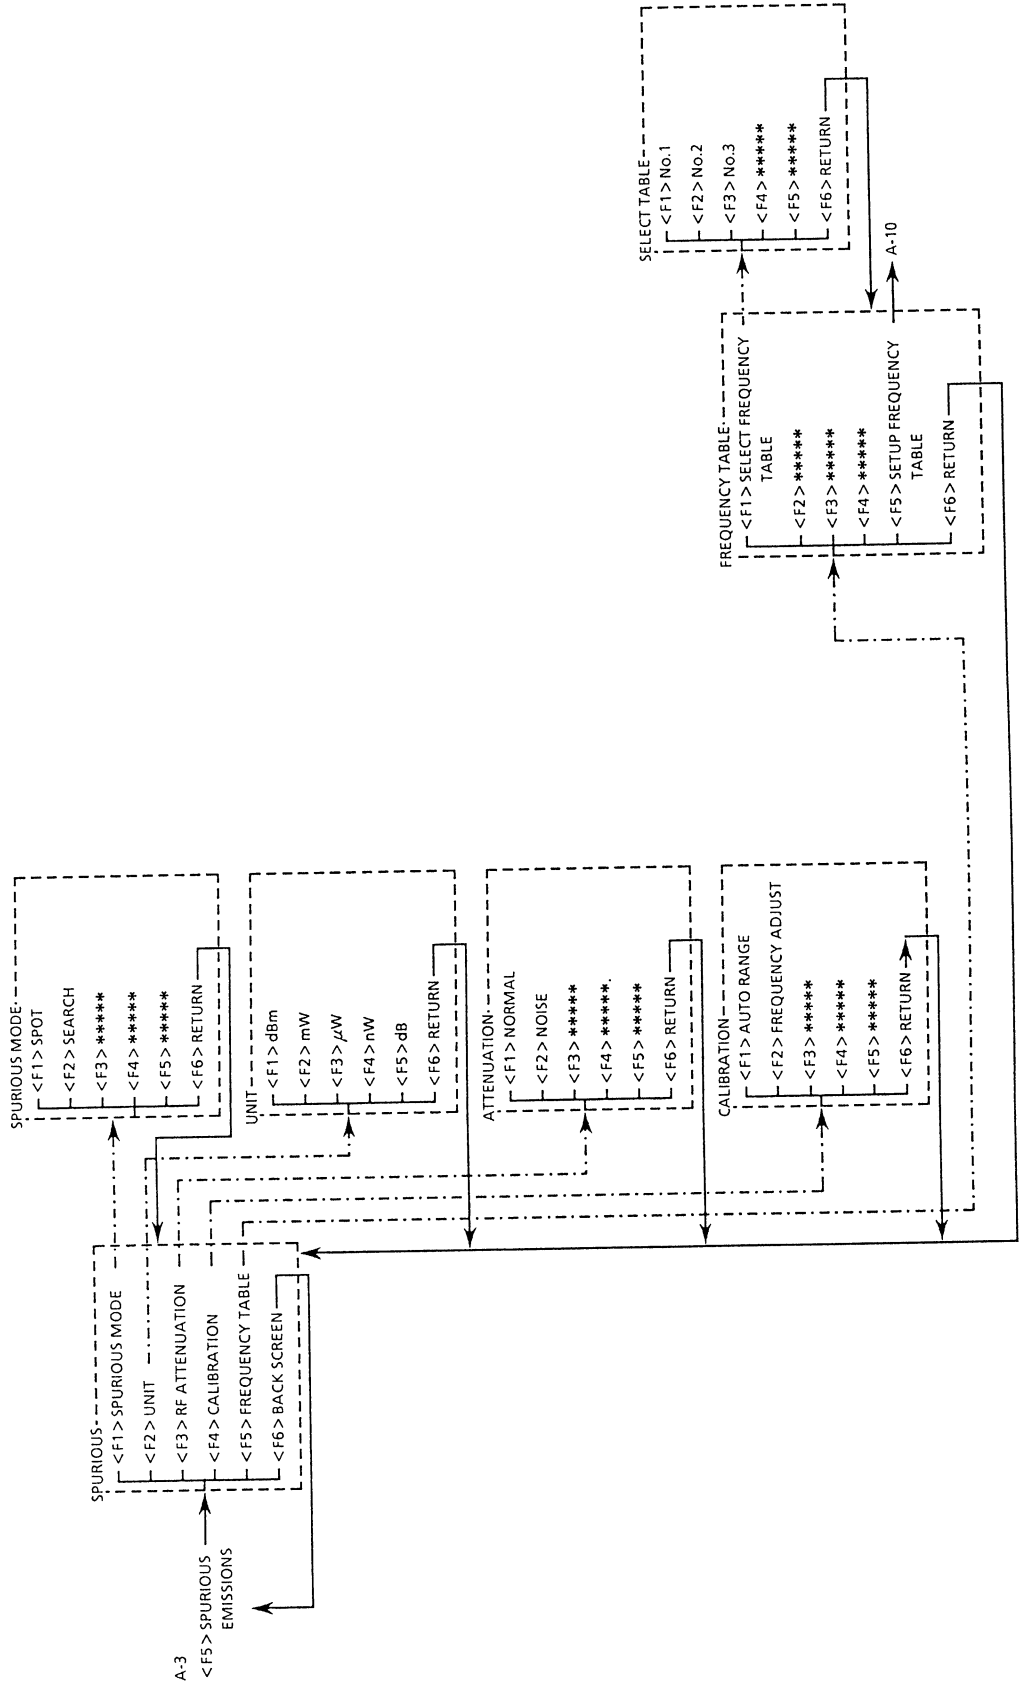 A-3
<F5> SPURIOUS
EMISSIONS
SPURIOUS
<F1> SPURIOUS MODE
<F2> UNIT
<F3> RF ATTENUATION
<F4> CALIBRATION
<F5> FREQUENCY TABLE
<F6> BACK SCREEN
SPURIOUS MODE
<F1> SPOT
<F2> SEARCH
<F3> *****
<F4> *****
<F5> *****
<F6> RETURN
UNIT
<F1> dBm
<F2> mW
<F3> μW
<F4> nW
<F5> dB
<F6> RETURN
ATTENUATION
<F1> NORMAL
<F2> NOISE
<F3> *****
<F4> *****.
<F5> *****
<F6> RETURN
CALIBRATION
<F1> AUTO RANGE
<F2> FREQUENCY ADJUST
<F3> *****
<F4> *****
<F5> *****
<F6> RETURN
FREQUENCY TABLE
<F1> SELECT FREQUENCY
TABLE
<F2> *****
<F3> *****
<F4> *****
<F5> SETUP FREQUENCY
TABLE
<F6> RETURN
A-10
SELECT TABLE
<F1> No.1
<F2> No.2
<F3> No.3
<F4> *****
<F5> *****
<F6> RETURN